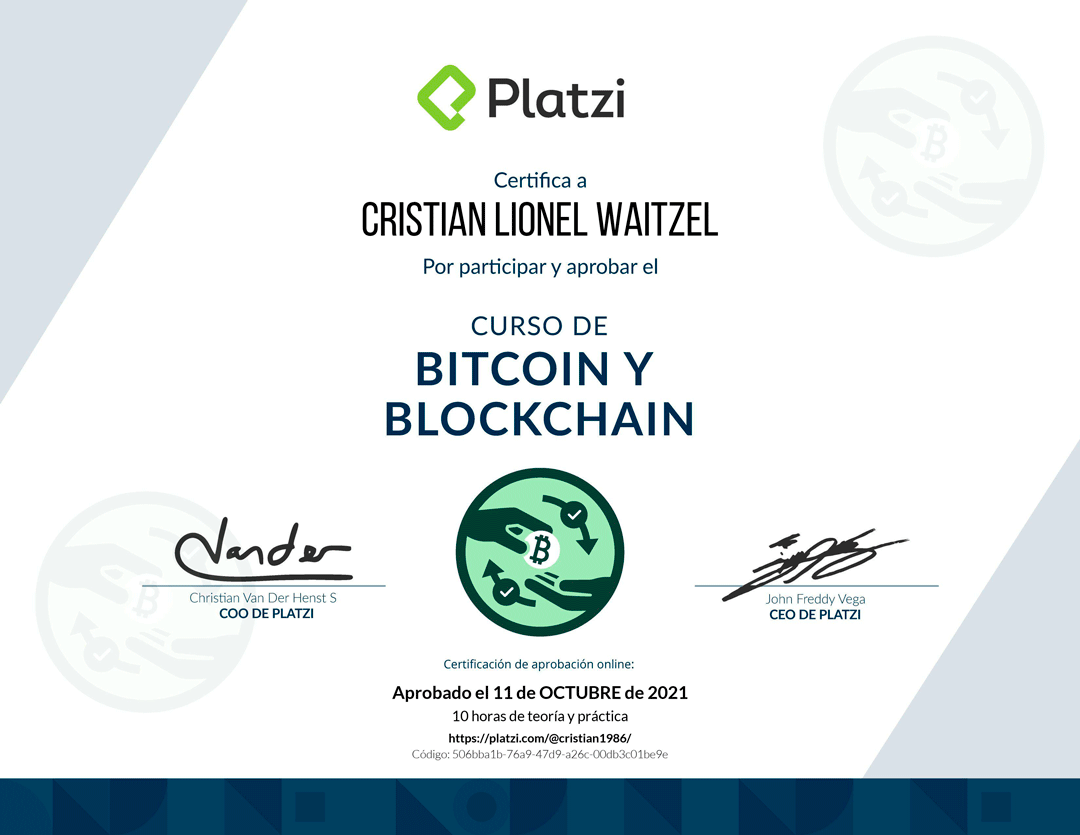 Platzi
Certifica a
CRISTIAN LIONEL WAITZEL
Por participar y aprobar el
CURSO DE
BITCOIN Y
BLOCKCHAIN
Vander
Christian Van Der Henst S
COO DE PLATZI
John Freddy Vega
CEO DE PLATZI
Certificación de aprobación online:
Aprobado el 11 de OCTUBRE de 2021
10 horas de teoría y práctica
https://platzi.com/@cristian1986/
Código: 506bba1b-76a9-47d9-a26c-00db3c01be9e